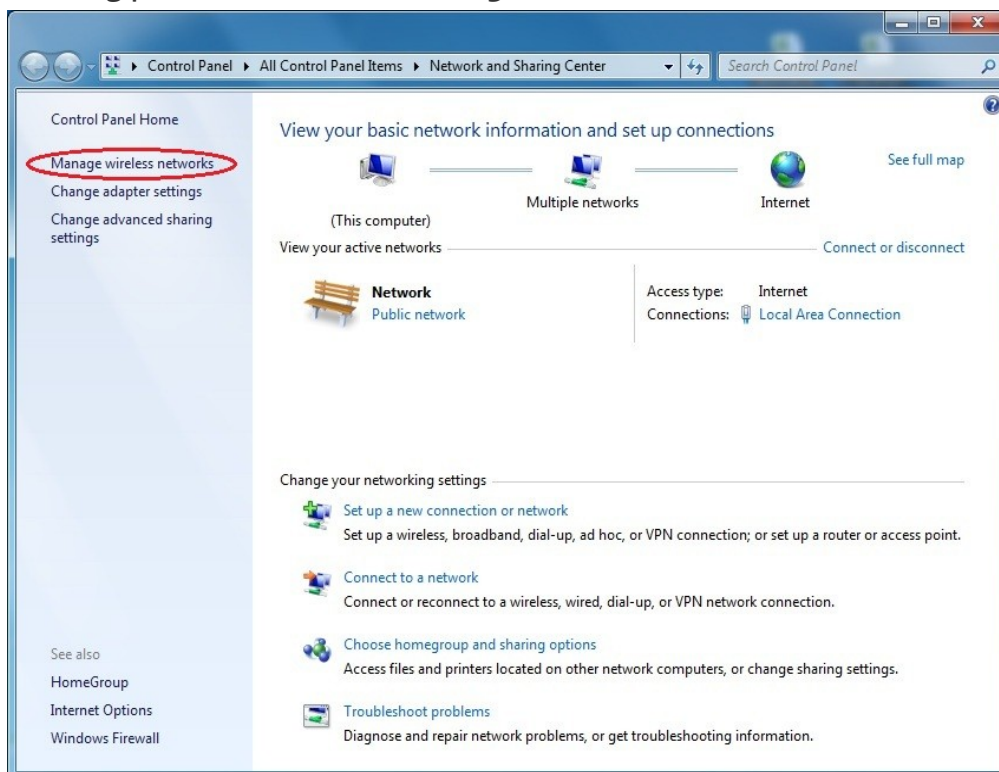 Control Panel ▸ All Control Panel Items ▸ Network and Sharing Center
Search Control Panel
Control Panel Home
Manage wireless networks
Change adapter settings
Change advanced sharing
settings
View your basic network information and set up connections
See full map
(This computer)
Multiple networks
Internet
View your active networks
Connect or disconnect
Network
Public network
Access type: Internet
Connections: Local Area Connection
Change your networking settings
Set up a new connection or network
Set up a wireless, broadband, dial-up, ad hoc, or VPN connection; or set up a router or access point.
Connect to a network
Connect or reconnect to a wireless, wired, dial-up, or VPN network connection.
Choose homegroup and sharing options
Access files and printers located on other network computers, or change sharing settings.
Troubleshoot problems
Diagnose and repair network problems, or get troubleshooting information.
See also
HomeGroup
Internet Options
Windows Firewall